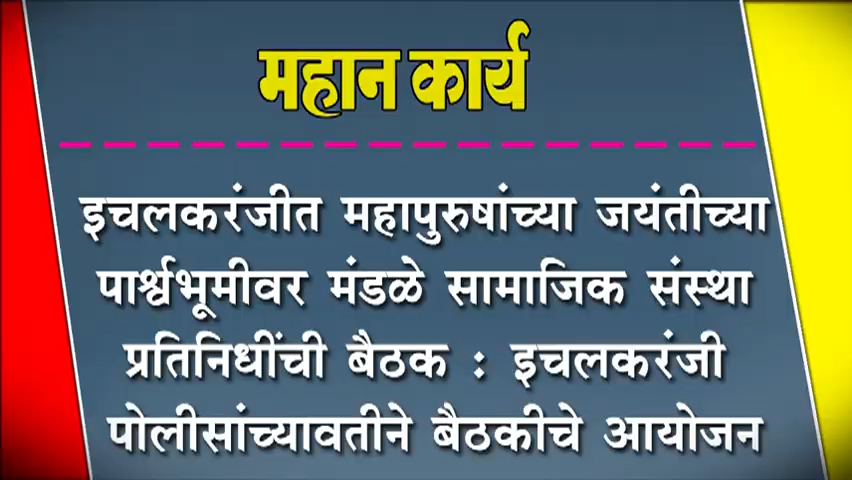 महान कार्य
इचलकरंजीत महापुरुषांच्या जयंतीच्या
पार्श्वभूमीवर मंडळे सामाजिक संस्था
प्रतिनिधींची बैठक : इचलकरंजी
पोलीसांच्यावतीने बैठकीचे आयोजन